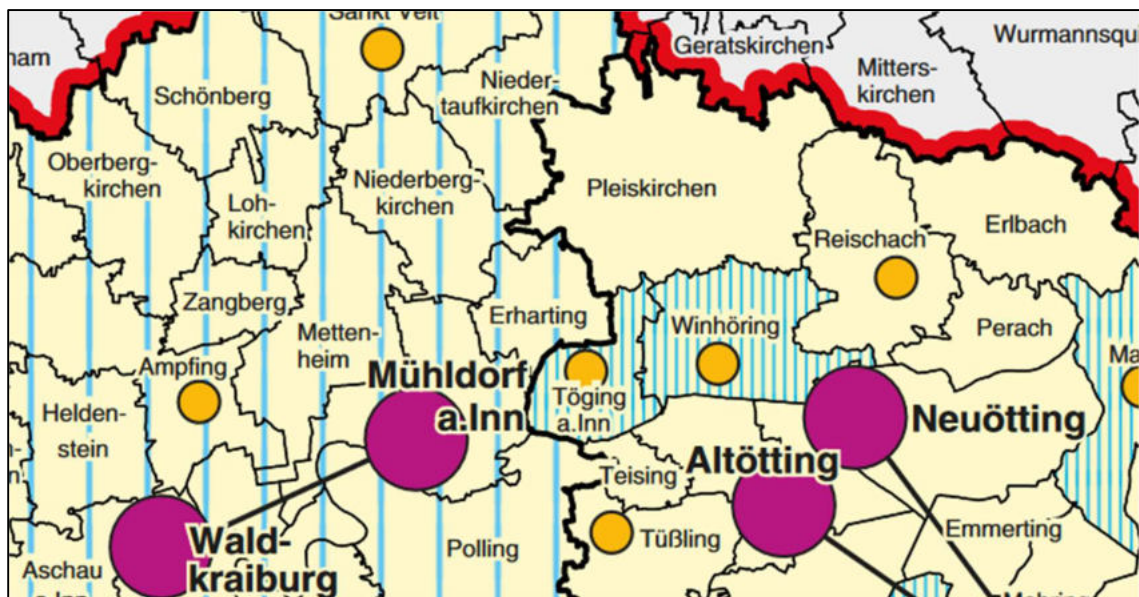 Sankt Veit
Geratskirchen
Mitters-
kirchen
Nieder-
taufkirchen
Schönberg
Oberberg-
kirchen
Loh-
kirchen
Niederberg-
kirchen
Pleiskirchen
Reischach
Erlbach
Zangberg
Metten-
heim
Erharting
Winhöring
Perach
Ampfing
Mühldorf
a.Inn
Töging
a.Inn
Neuötting
Helden-
stein
Teising
Altötting
Tüßling
Emmerting
Wald-
kraiburg
Polling
Aschau